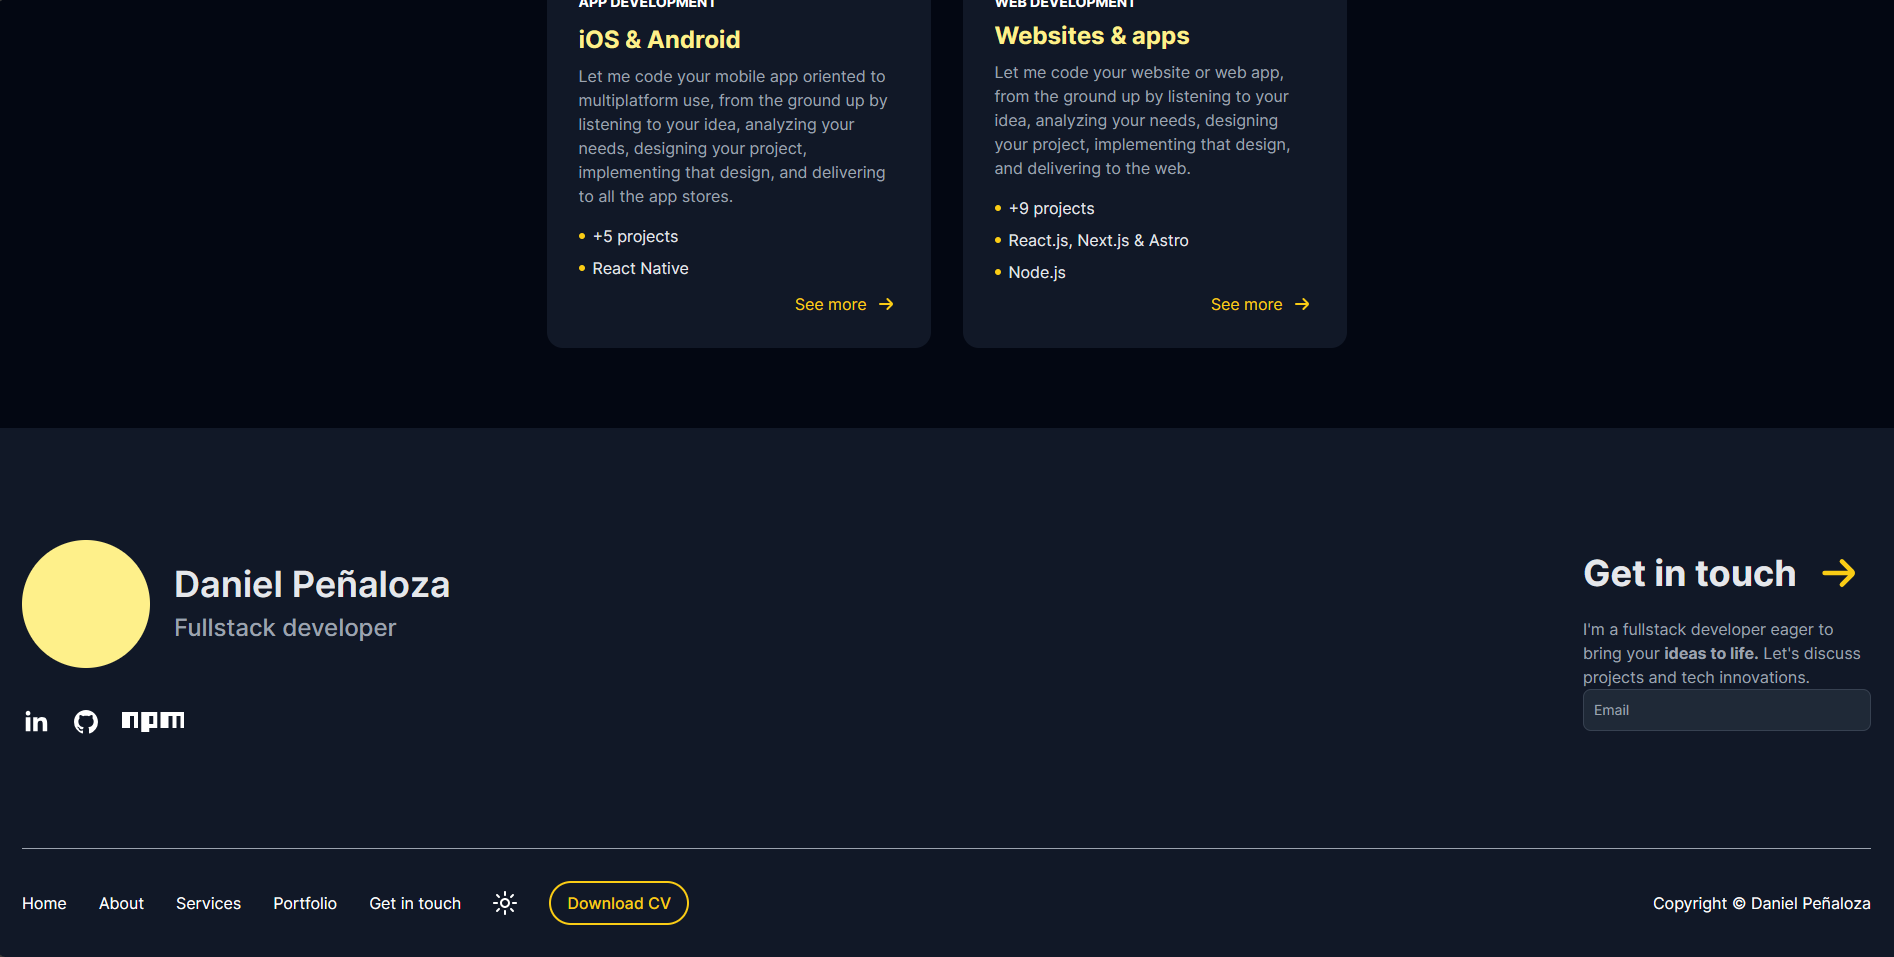 APP DEVELOPMENT
iOS & Android
Let me code your mobile app oriented to
multiplatform use, from the ground up by
listening to your idea, analyzing your
needs, designing your project,
implementing that design, and delivering
to all the app stores.
+5 projects
React Native
See more
WEB DEVELOPMENT
Websites & apps
Let me code your website or web app,
from the ground up by listening to your
idea, analyzing your needs, designing
your project, implementing that design,
and delivering to the web.
+9 projects
React.js, Next.js & Astro
Node.js
See more
Daniel Peñaloza
Fullstack developer
in
npm
Get in touch
I'm a fullstack developer eager to
bring your ideas to life. Let's discuss
projects and tech innovations.
Email
Home About Services Portfolio Get in touch Download CV
Copyright © Daniel Peñaloza